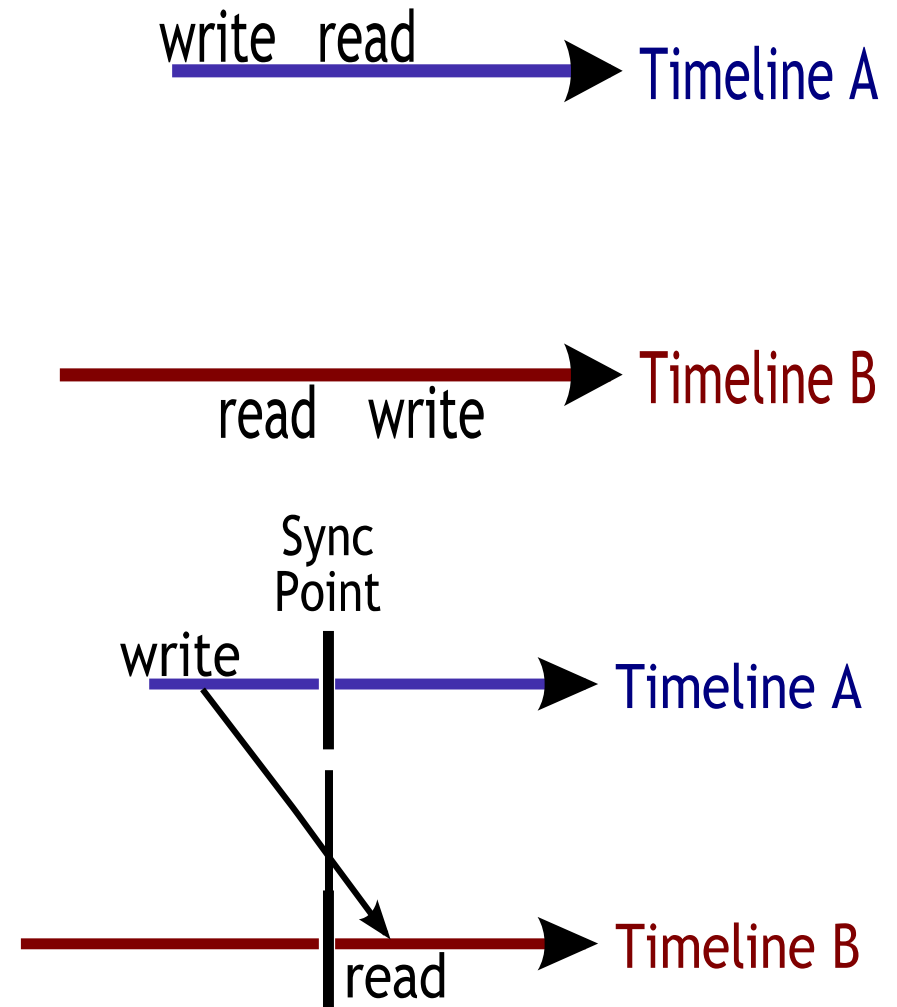 write read
Timeline A
Timeline B
read write
Sync
Point
write
Timeline A
Timeline B
read